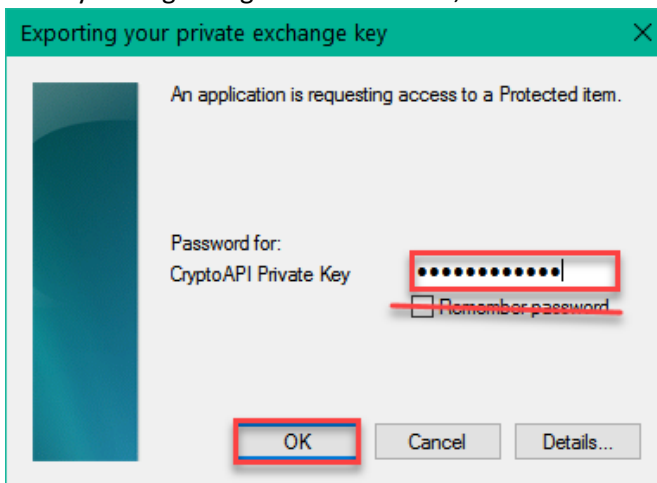 Exporting your private exchange key
An application is requesting access to a Protected item.
Password for:
CryptoAPI Private Key
Remember password
OK Cancel Details...